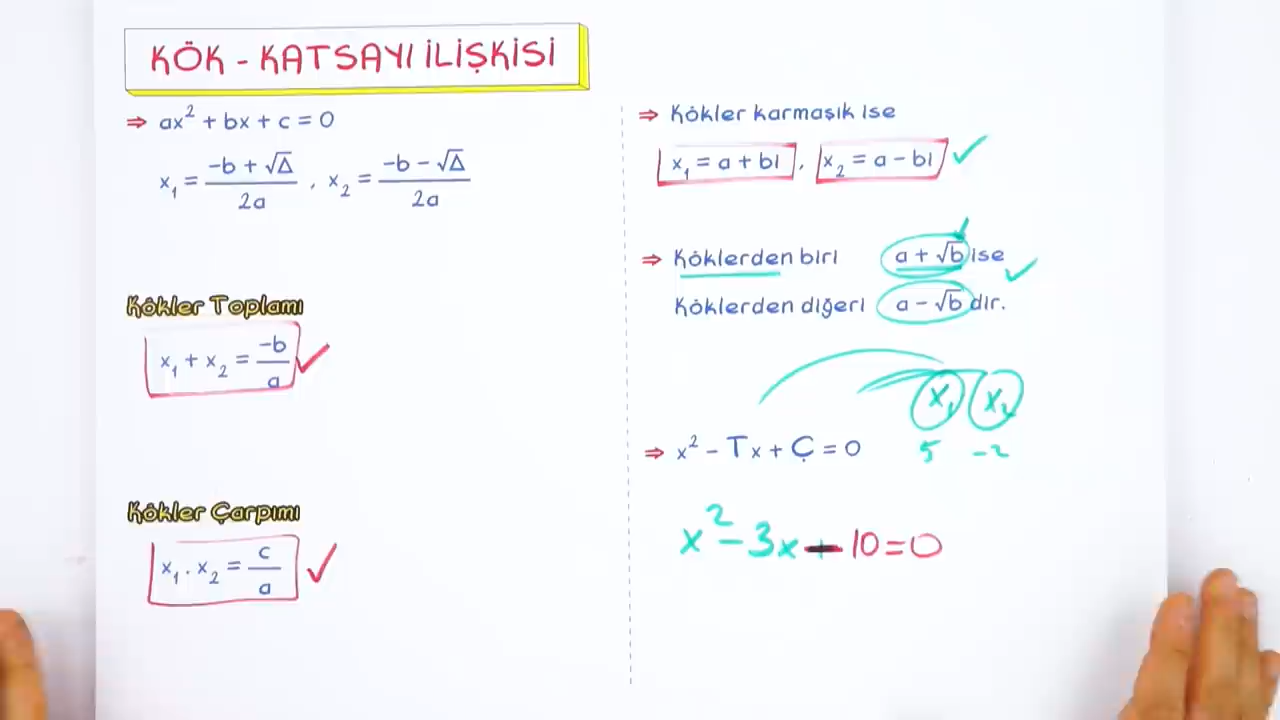 KÖK - KATSAYI İLİŞKİSİ
⇒ ax² + bx + c = 0
x₁ = (-b + √Δ)/2a , x₂ = (-b - √Δ)/2a
Kökler Toplamı
x₁ + x₂ = -b/a
Kökler Çarpımı
x₁ . x₂ = c/a
⇒ Kökler karmaşık ise
x₁ = a + bi , x₂ = a - bi
⇒ Köklerden biri a + √b ise
Köklerden diğeri a - √b dir.
x₁ x₂
5 -2
⇒ x² - Tx + Ç = 0
x² - 3x - 10 = 0